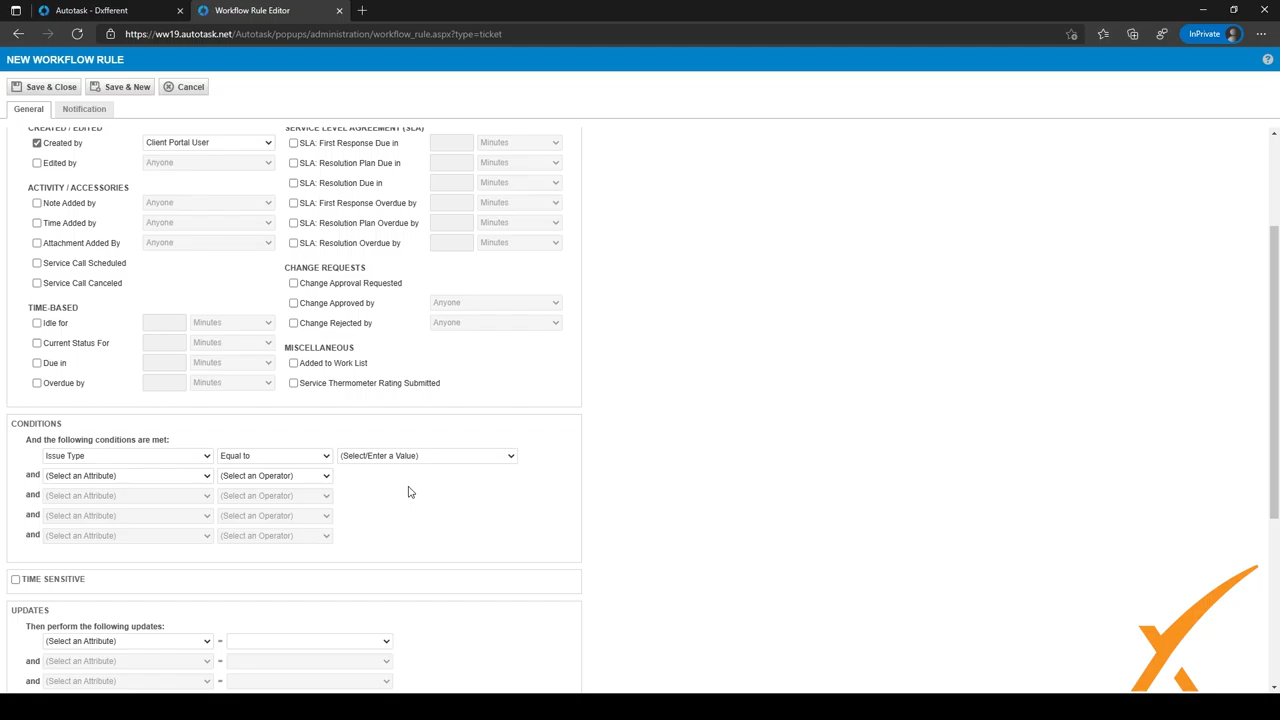 Autotask - Dxfferent
Workflow Rule Editor
https://ww19.autotask.net/Autotask/popups/administration/workflow_rule.aspx?type=ticket
InPrivate
NEW WORKFLOW RULE
Save & Close
Save & New
Cancel
General
Notification
CREATED / EDITED
Created by
Client Portal User
Edited by
Anyone
ACTIVITY / ACCESSORIES
Note Added by
Anyone
Time Added by
Anyone
Attachment Added By
Anyone
Service Call Scheduled
Service Call Canceled
TIME-BASED
Idle for
Minutes
Current Status For
Minutes
Due in
Minutes
Overdue by
Minutes
SERVICE LEVEL AGREEMENT (SLA)
SLA: First Response Due in
Minutes
SLA: Resolution Plan Due in
Minutes
SLA: Resolution Due in
Minutes
SLA: First Response Overdue by
Minutes
SLA: Resolution Plan Overdue by
Minutes
SLA: Resolution Overdue by
Minutes
CHANGE REQUESTS
Change Approval Requested
Change Approved by
Anyone
Change Rejected by
Anyone
MISCELLANEOUS
Added to Work List
Service Thermometer Rating Submitted
CONDITIONS
And the following conditions are met:
Issue Type Equal to (Select/Enter a Value)
and (Select an Attribute) (Select an Operator)
and (Select an Attribute) (Select an Operator)
and (Select an Attribute) (Select an Operator)
and (Select an Attribute) (Select an Operator)
TIME SENSITIVE
UPDATES
Then perform the following updates:
(Select an Attribute) =
and (Select an Attribute) =
and (Select an Attribute) =